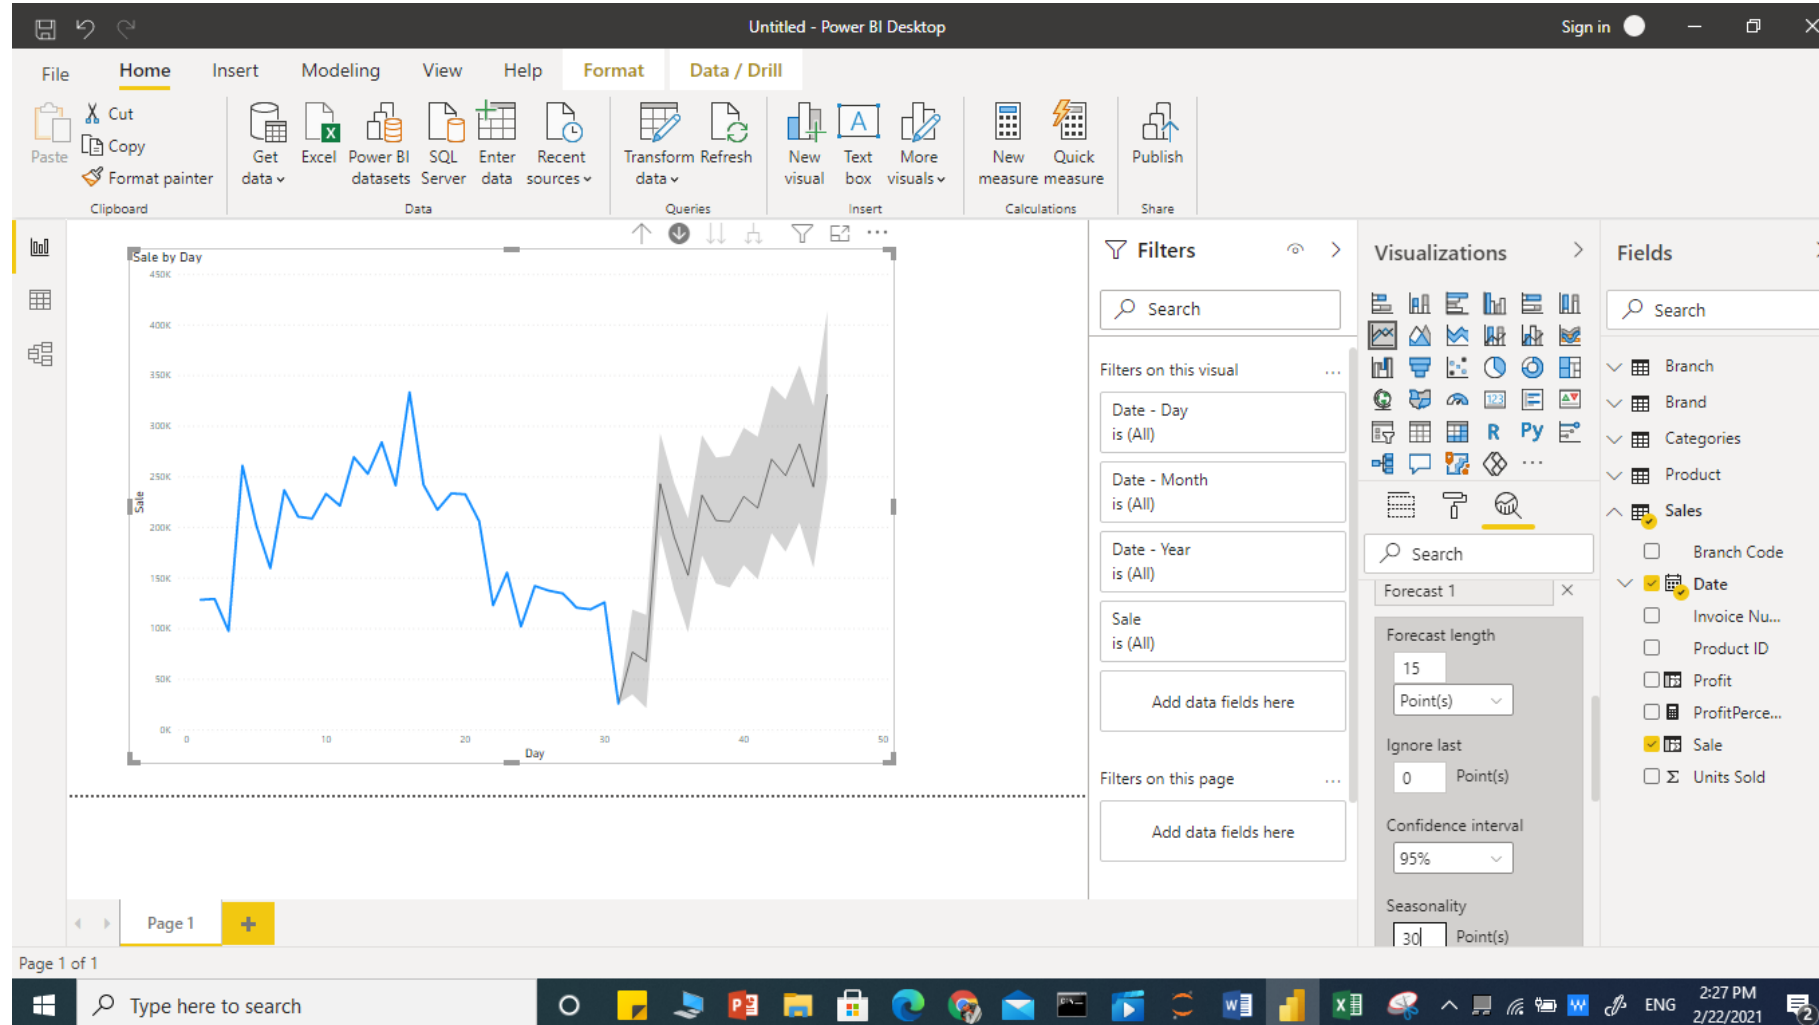 Untitled - Power BI Desktop
Sign in
File Home Insert Modeling View Help Format Data / Drill
Paste
Cut
Copy
Format painter
Clipboard
Get data
Excel
Power BI datasets
SQL Server
Enter data
Recent sources
Data
Transform data
Refresh
Queries
New visual
Text box
More visuals
Insert
New measure
Quick measure
Calculations
Publish
Share
Sale by Day
450K
400K
350K
300K
250K
200K
150K
100K
50K
0K
Sale
0 10 20 30 40 50
Day
Filters
Search
Filters on this visual
Date - Day
is (All)
Date - Month
is (All)
Date - Year
is (All)
Sale
is (All)
Add data fields here
Filters on this page
Add data fields here
Visualizations
123
R
Py
Search
Forecast 1
Forecast length
15
Point(s)
Ignore last
0 Point(s)
Confidence interval
95%
Seasonality
30 Point(s)
Fields
Search
Branch
Brand
Categories
Product
Sales
Branch Code
Date
Invoice Nu...
Product ID
Profit
ProfitPerce...
Sale
Units Sold
Page 1
Page 1 of 1
Type here to search
ENG
2:27 PM
2/22/2021
2